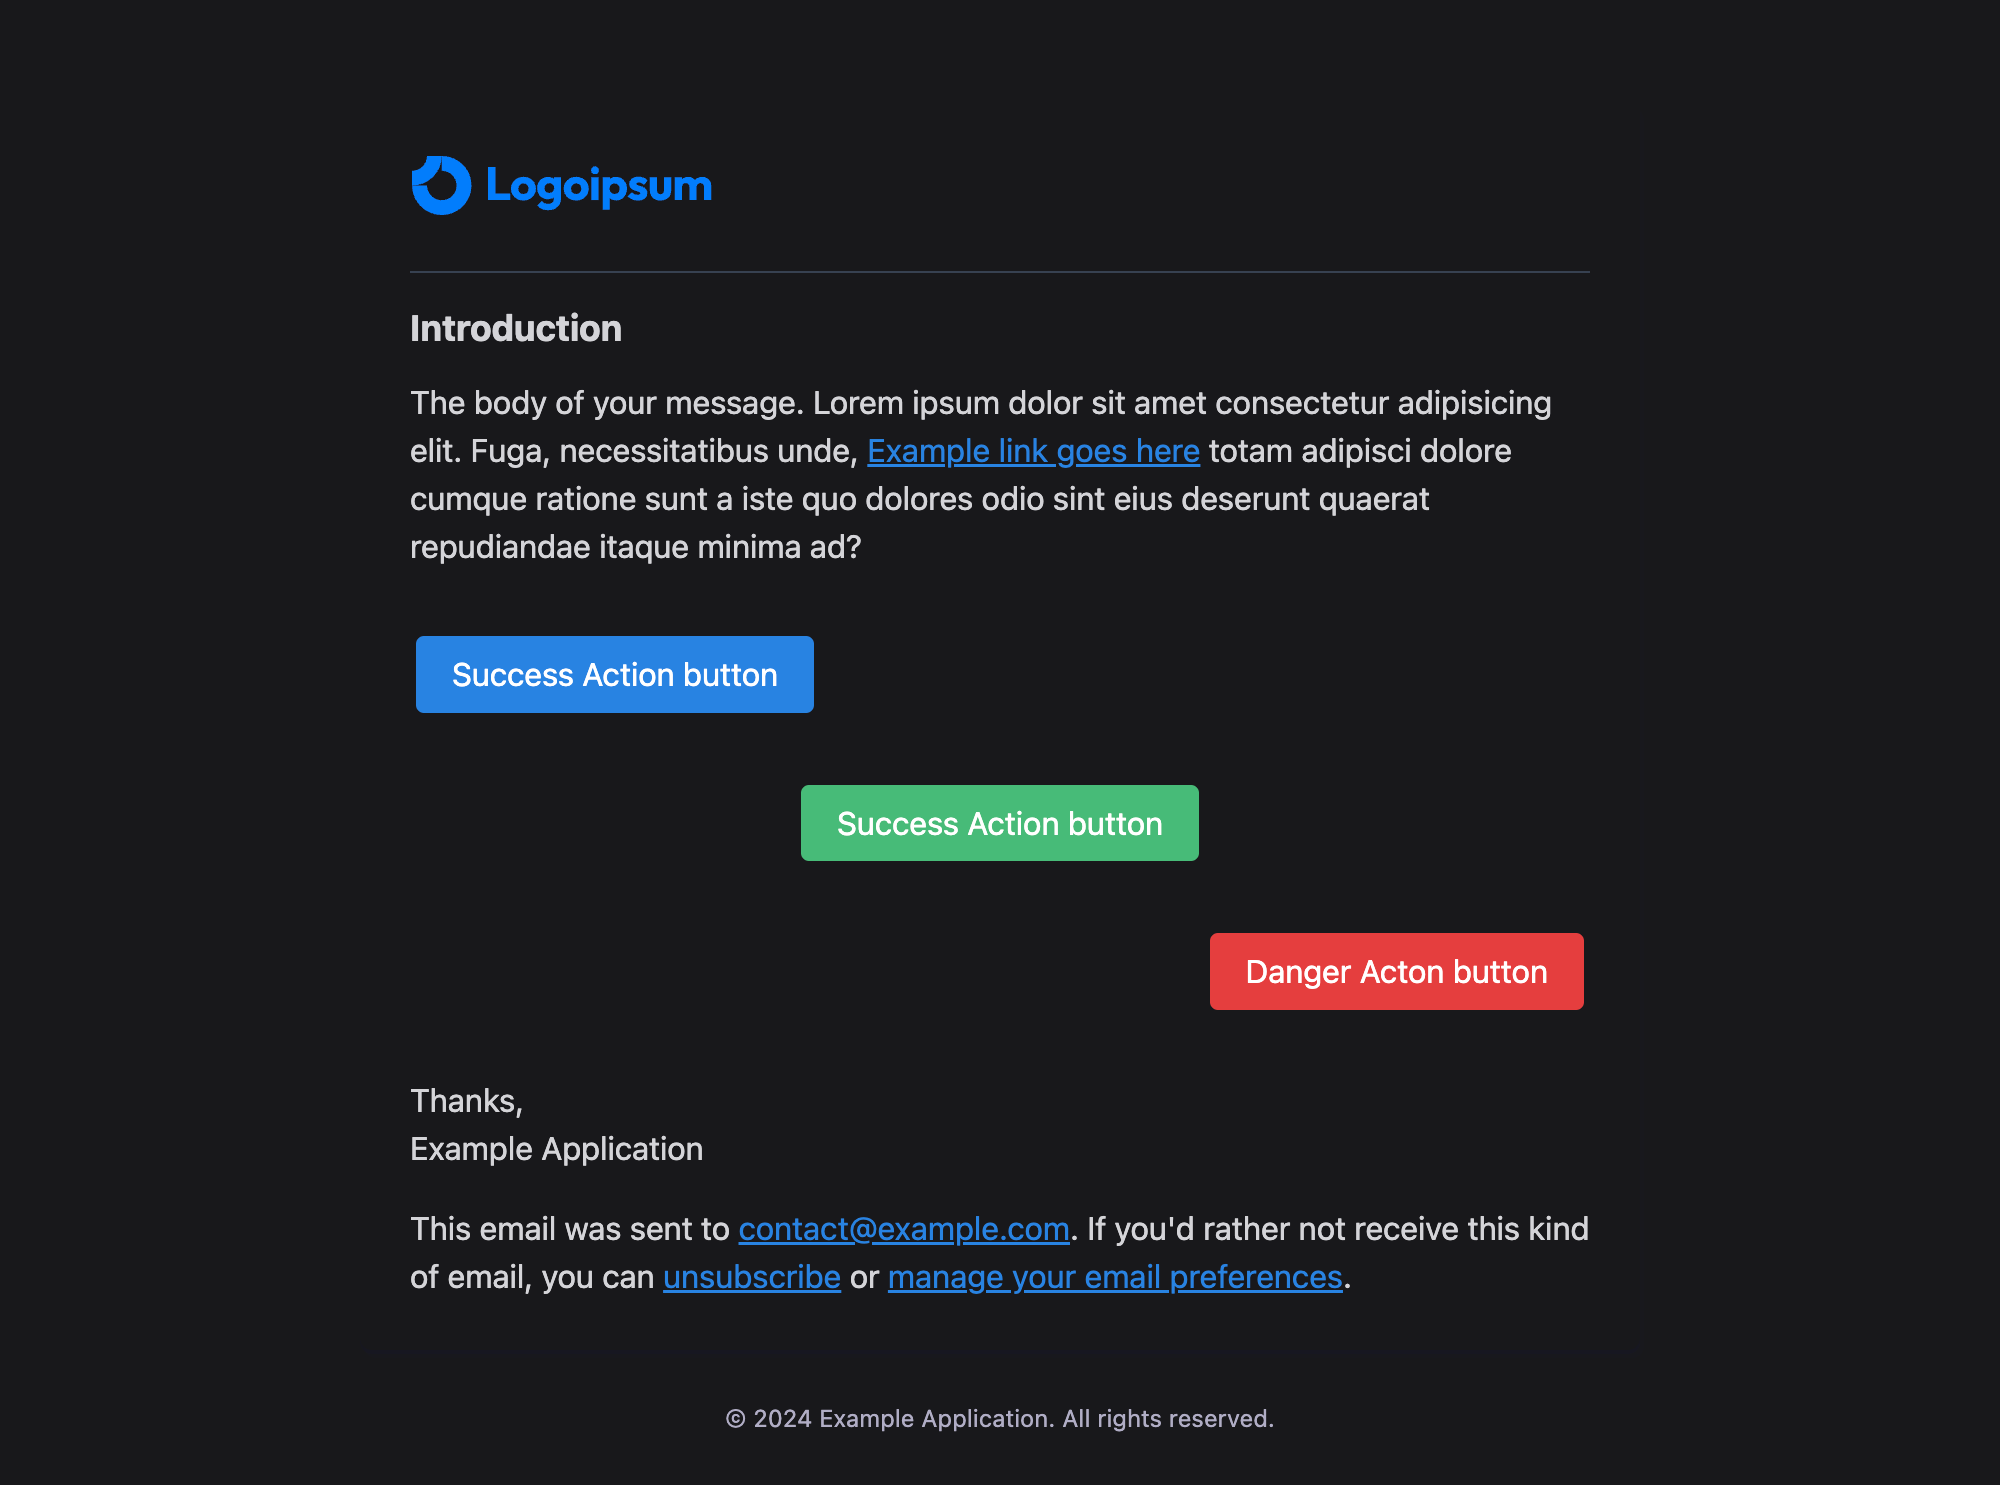 Logoipsum
Introduction
The body of your message. Lorem ipsum dolor sit amet consectetur adipisicing
elit. Fuga, necessitatibus unde, Example link goes here totam adipisci dolore
cumque ratione sunt a iste quo dolores odio sint eius deserunt quaerat
repudiandae itaque minima ad?
Success Action button
Success Action button
Danger Acton button
Thanks,
Example Application
This email was sent to contact@example.com. If you'd rather not receive this kind
of email, you can unsubscribe or manage your email preferences.
© 2024 Example Application. All rights reserved.